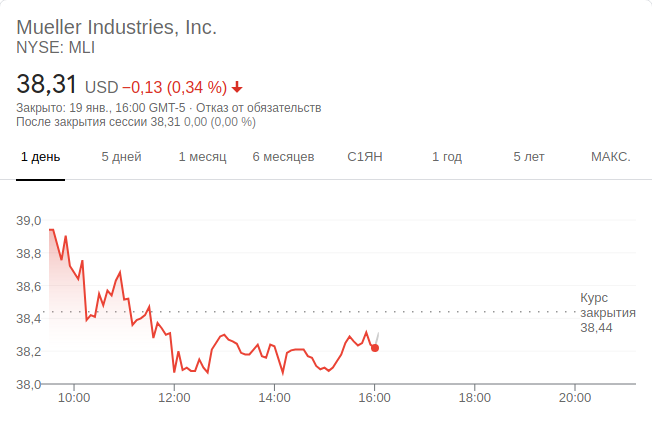 Mueller Industries, Inc.
NYSE: MLI
38,31 USD −0,13 (0,34 %)
Закрыто: 19 янв., 16:00 GMT-5 · Отказ от обязательств
После закрытия сессии 38,31 0,00 (0,00 %)
1 день 5 дней 1 месяц 6 месяцев С1ЯН 1 год 5 лет МАКС.
39,0
38,8
38,6
38,4
38,2
38,0
Курс
закрытия
38,44
10:00 12:00 14:00 16:00 18:00 20:00